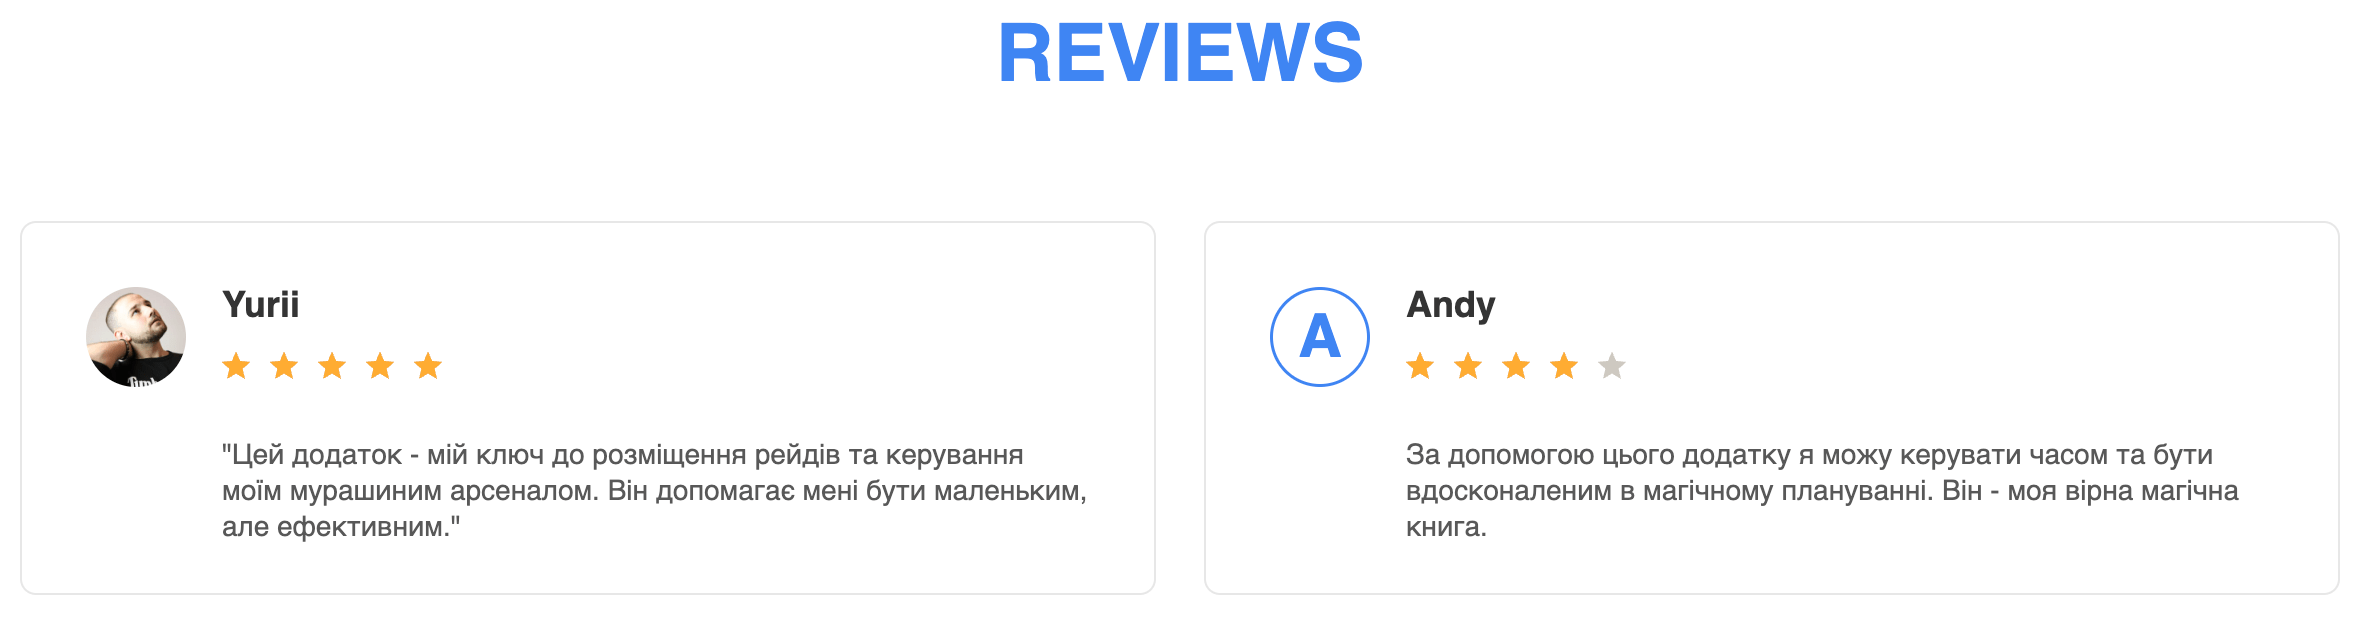 REVIEWS
Yurii
"Цей додаток - мій ключ до розміщення рейдів та керування
моїм мурашиним арсеналом. Він допомагає мені бути маленьким,
але ефективним."
A
Andy
За допомогою цього додатку я можу керувати часом та бути
вдосконаленим в магічному плануванні. Він - моя вірна магічна
книга.